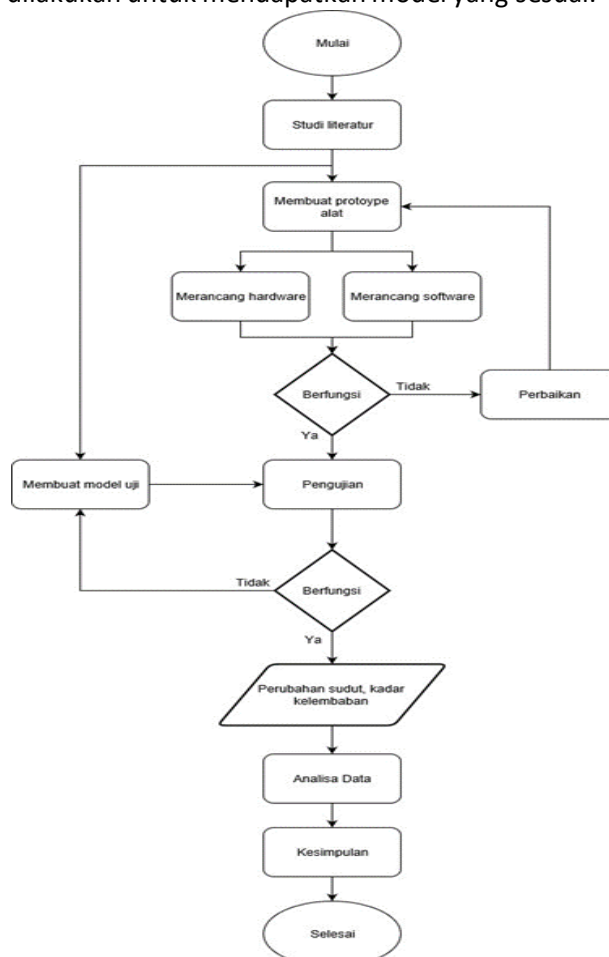 dilakukan untuk mendapatkan model yang sesuai.
Mulai
Studi literatur
Membuat protoype
alat
Merancang hardware
Merancang software
Berfungsi
Tidak
Perbaikan
Ya
Membuat model uji
Pengujian
Tidak
Berfungsi
Ya
Perubahan sudut, kadar
kelembaban
Analisa Data
Kesimpulan
Selesai